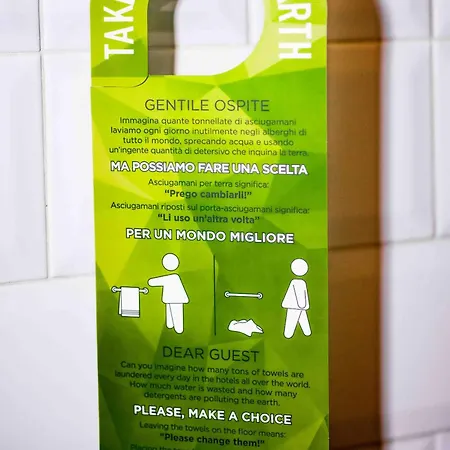 TAK
ARTH
GENTILE OSPITE
Immagina quante tonnellate di asciugamani
laviamo ogni giorno inutilmente negli alberghi di
tutto il mondo, sprecando acqua e usando
un'ingente quantità di detersivo che inquina la terra.
MA POSSIAMO FARE UNA SCELTA
Asciugamani per terra significa:
"Prego cambiarli!"
Asciugamani riposti sul porta-asciugamani significa:
"Li uso un'altra volta"
PER UN MONDO MIGLIORE
DEAR GUEST
Can you imagine how many tons of towels are
laundered every day in the hotels all over the world.
How much water is wasted and how many
detergents are polluting the earth.
PLEASE, MAKE A CHOICE
Leaving the towels on the floor means:
"Please change them!"